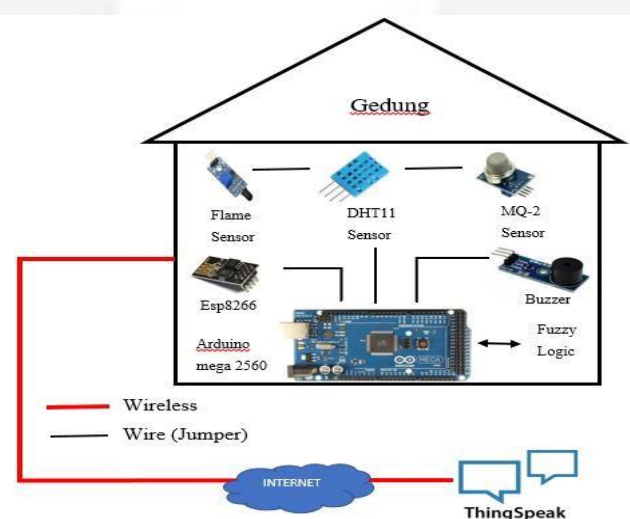 Gedung
Flame
Sensor
DHT11
Sensor
MQ-2
Sensor
Esp8266
Buzzer
Arduino
mega 2560
Fuzzy
Logic
Wireless
Wire (Jumper)
INTERNET
ThingSpeak